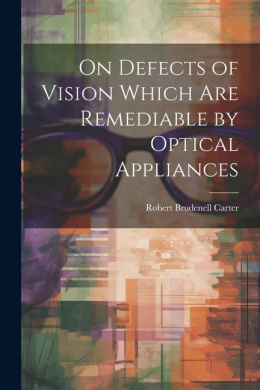 On Defects of
Vision Which Are
Remediable by
Optical
Appliances
Robert Brudenell Carter